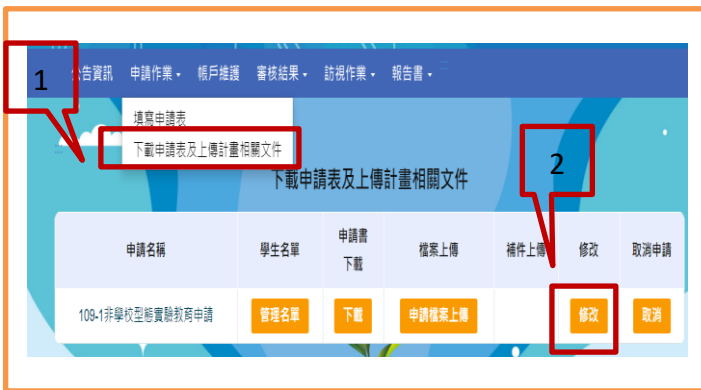 1
公告資訊 申請作業 帳戶維護 審核結果 訪視作業 報告書
填寫申請表
下載申請表及上傳計畫相關文件
2
下載申請表及上傳計畫相關文件
申請名稱 學生名單 申請書 檔案上傳 補件上傳 修改 取消申請
下載
109-1非學校型態實驗教育申請 管理名單 下載 申請檔案上傳 修改 取消